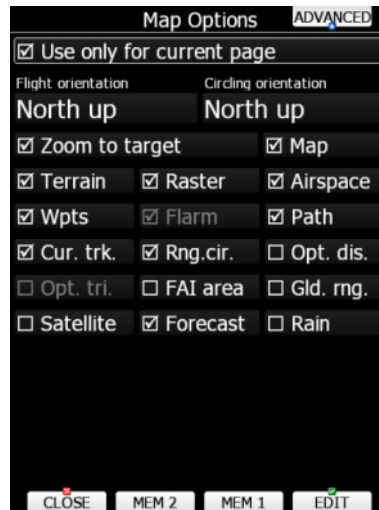 Map Options ADVANCED
Use only for current page
Flight orientation Circling orientation
North up North up
Zoom to target Map
Terrain Raster Airspace
Wpts Flarm Path
Cur. trk. Rng.cir. Opt. dis.
Opt. tri. FAI area Gld. rng.
Satellite Forecast Rain
CLOSE MEM 2 MEM 1 EDIT